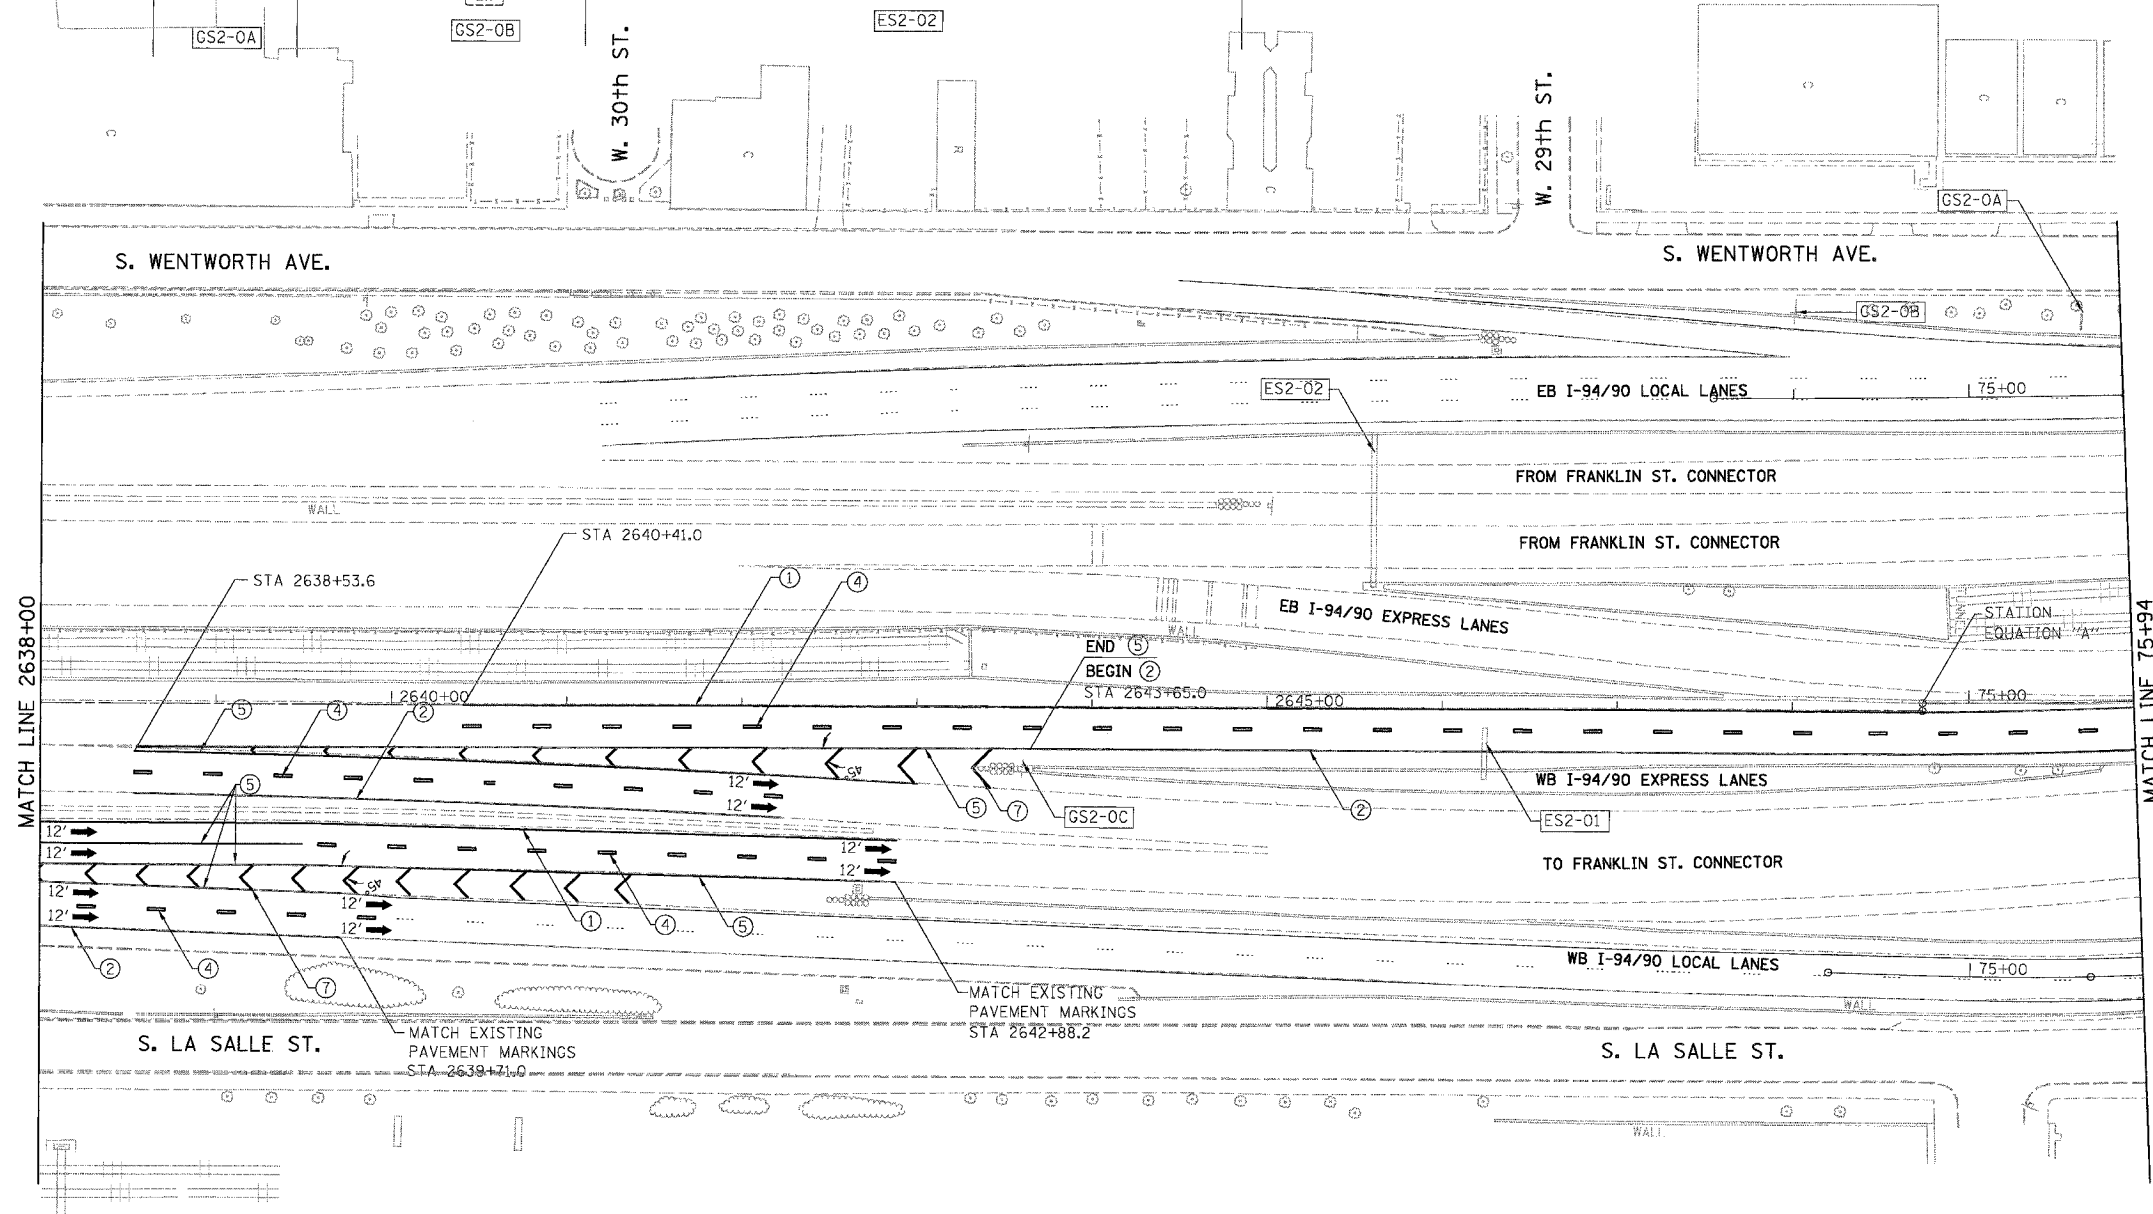 GS2-0A
GS2-0B
ES2-02
W. 30th ST.
W. 29th ST.
C
C
R
C
C
C
C
GS2-0A
S. WENTWORTH AVE.
S. WENTWORTH AVE.
GS2-0B
ES2-02
EB I-94/90 LOCAL LANES
75+00
FROM FRANKLIN ST. CONNECTOR
WALL
STA 2640+41.0
FROM FRANKLIN ST. CONNECTOR
STA 2638+53.6
1
4
EB I-94/90 EXPRESS LANES
WALL
STATION
EQUATION "A"
MATCH LINE 2638+00
MATCH LINE 75+94
END 5
BEGIN 2
STA 2643+65.0
2640+00
2645+00
75+00
5
4
2
45°
12'
12'
WB I-94/90 EXPRESS LANES
5
5
7
2
GS2-0C
ES2-01
12'
12'
12'
12'
TO FRANKLIN ST. CONNECTOR
45°
12'
12'
12'
12'
1
4
5
2
4
7
WB I-94/90 LOCAL LANES
75+00
MATCH EXISTING
PAVEMENT MARKINGS
STA 2642+88.2
WALL
MATCH EXISTING
PAVEMENT MARKINGS
STA 2639+71.0
S. LA SALLE ST.
S. LA SALLE ST.
WALL